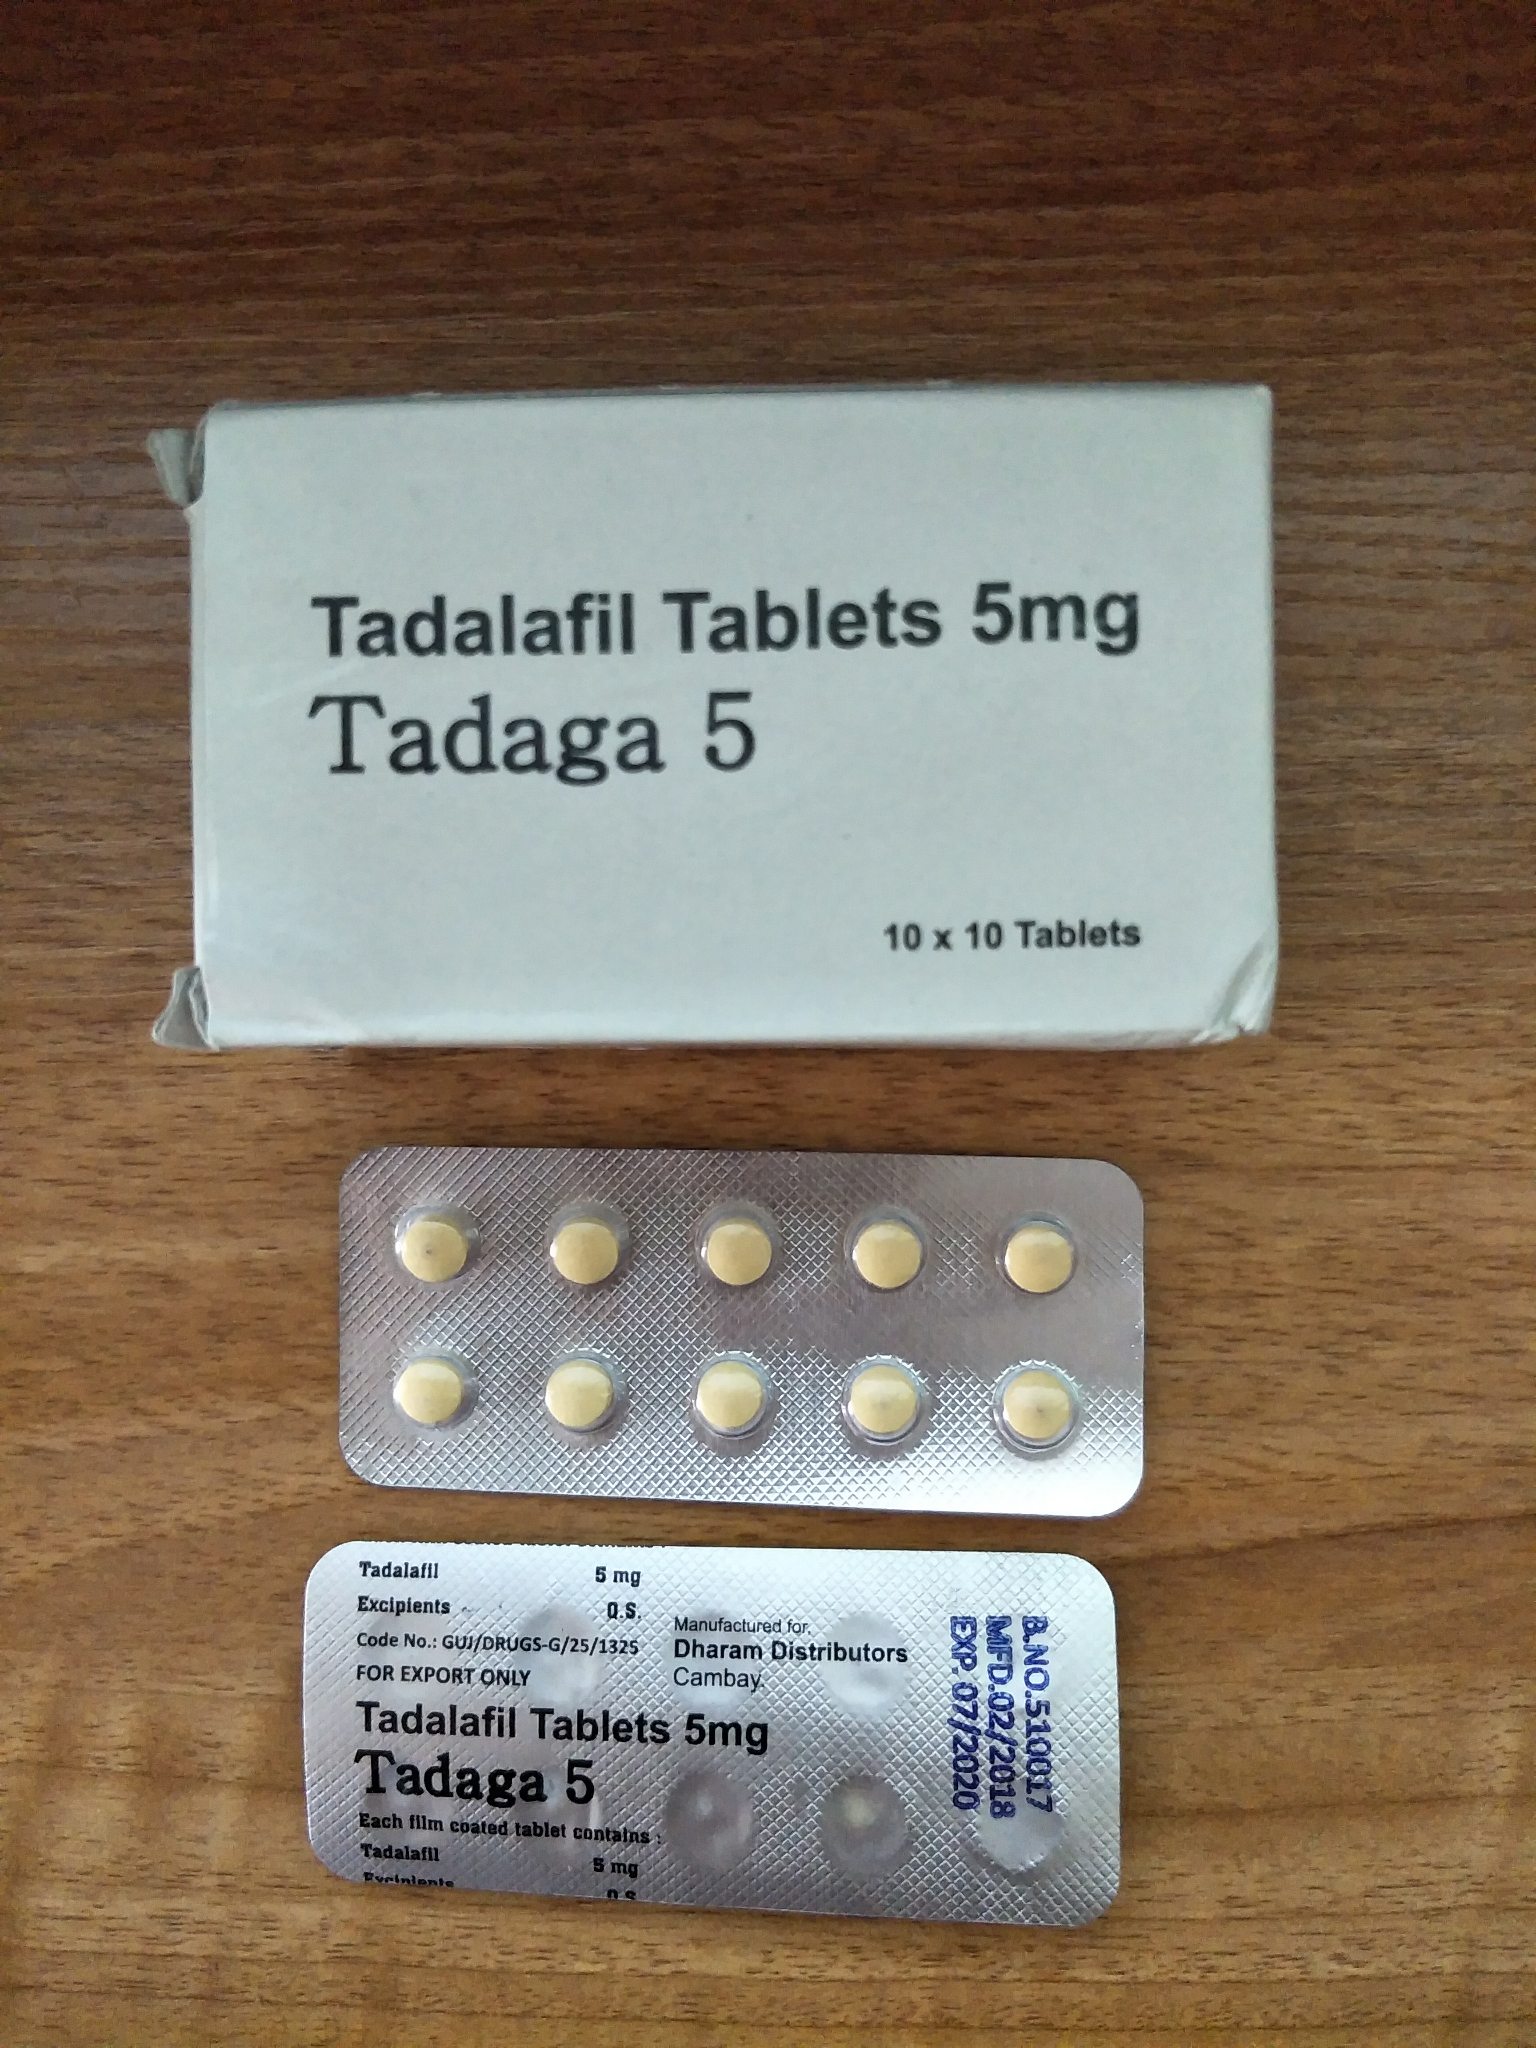 Tadalafil Tablets 5mg
Tadaga 5
10 x 10 Tablets
Tadalafil 5 mg
Excipients Q.S.
Code No.: GUJ/DRUGS-G/25/1325
FOR EXPORT ONLY
Tadalafil Tablets 5mg
Tadaga 5
Each film coated tablet contains :
Tadalafil 5 mg
Excipients Q.S.
Manufactured for.
Dharam Distributors
Cambay.
B.NO.510017
MFD.02/2018
EXP. 07/2020